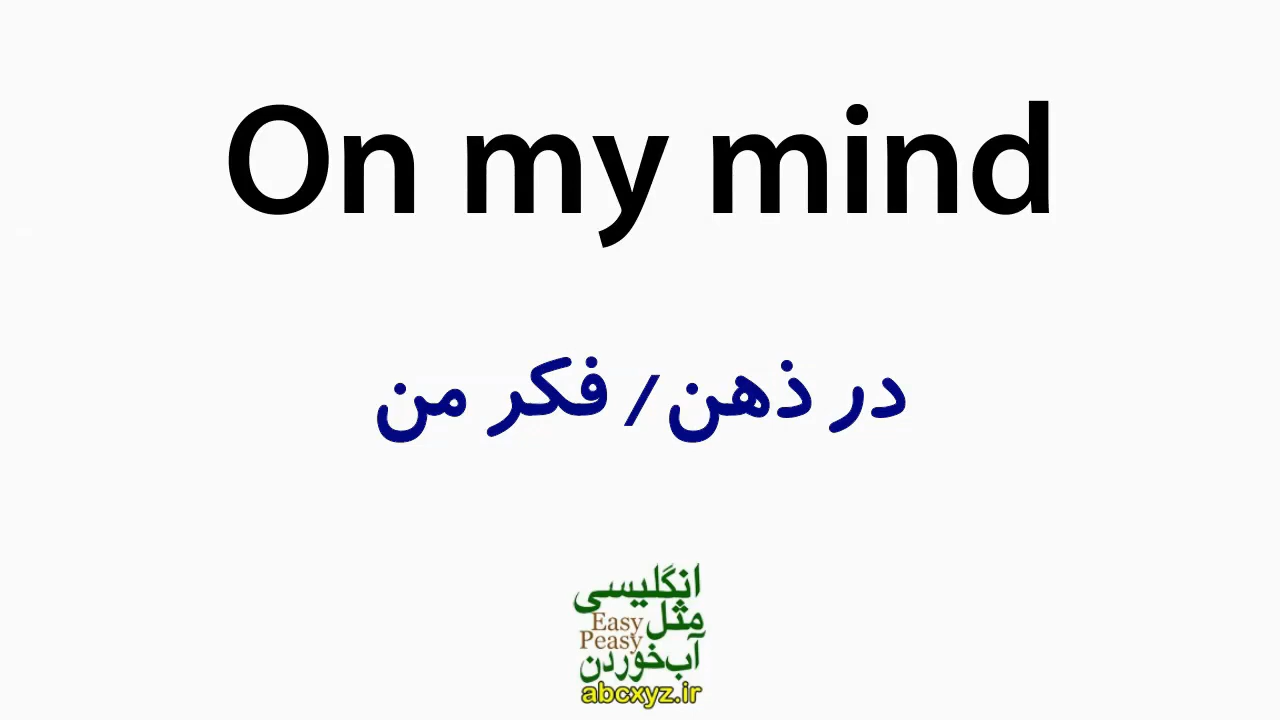 On my mind
در ذهن/ فکر من
انگلیسی
مثل
Easy
Peasy
آب‌خوردن
abcxyz.ir